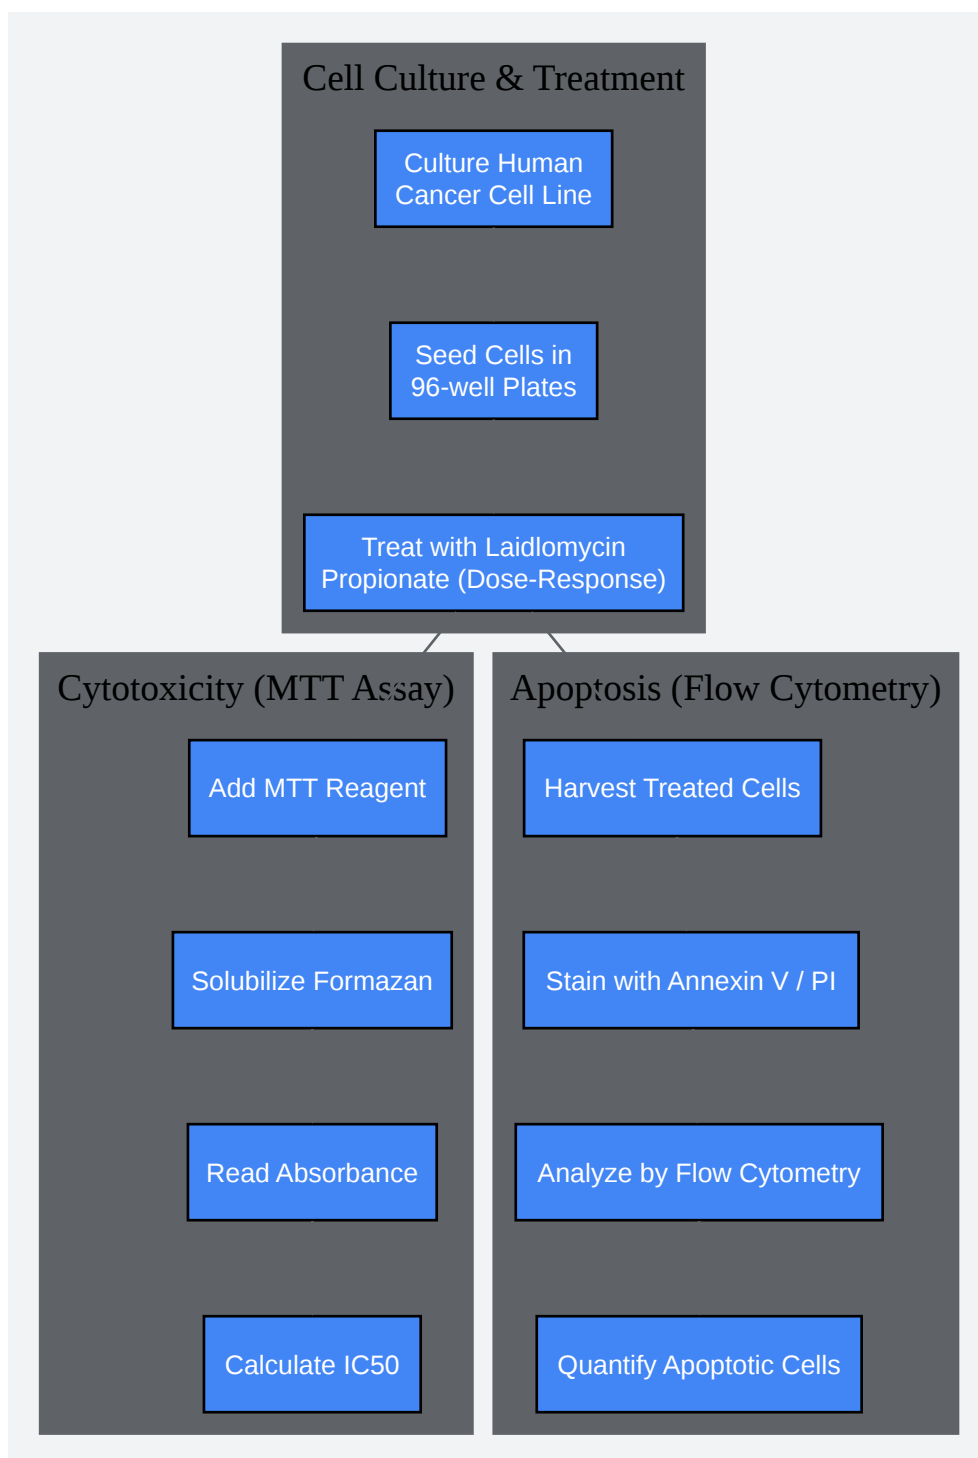 Cell Culture & Treatment
Culture Human
Cancer Cell Line
Seed Cells in
96-well Plates
Treat with Laidlomycin
Propionate (Dose-Response)
Cytotoxicity (MTT Assay)
Add MTT Reagent
Solubilize Formazan
Read Absorbance
Calculate IC50
Apoptosis (Flow Cytometry)
Harvest Treated Cells
Stain with Annexin V / PI
Analyze by Flow Cytometry
Quantify Apoptotic Cells